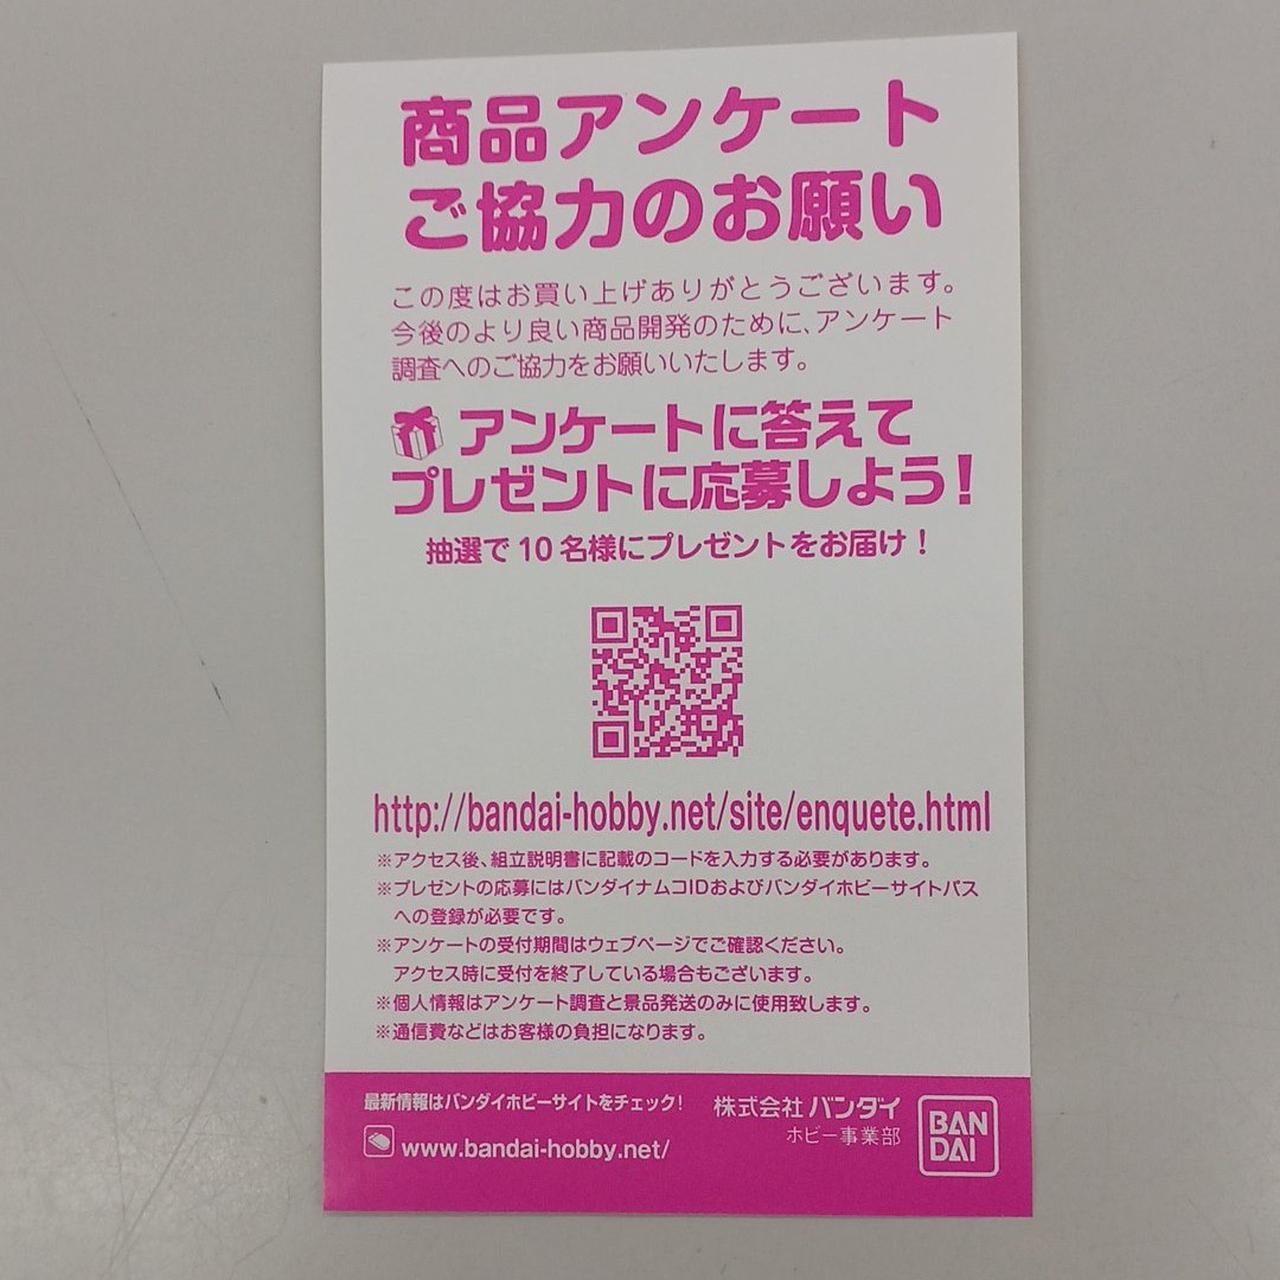 商品アンケート
ご協力のお願い
この度はお買い上げありがとうございます。
今後のより良い商品開発のために、アンケート
調査へのご協力をお願いいたします。
アンケートに答えて
プレゼントに応募しよう!
抽選で10名様にプレゼントをお届け!
http://bandai-hobby.net/site/enquete.html
※アクセス後、組立説明書に記載のコードを入力する必要があります。
※プレゼントの応募にはバンダイナムコIDおよびバンダイホビーサイトパス
への登録が必要です。
※アンケートの受付期間はウェブページでご確認ください。
アクセス時に受付を終了している場合もございます。
※個人情報はアンケート調査と景品発送のみに使用致します。
※通信費などはお客様の負担になります。
最新情報はバンダイホビーサイトをチェック!
www.bandai-hobby.net/
株式会社バンダイ
ホビー事業部
BAN
DAI